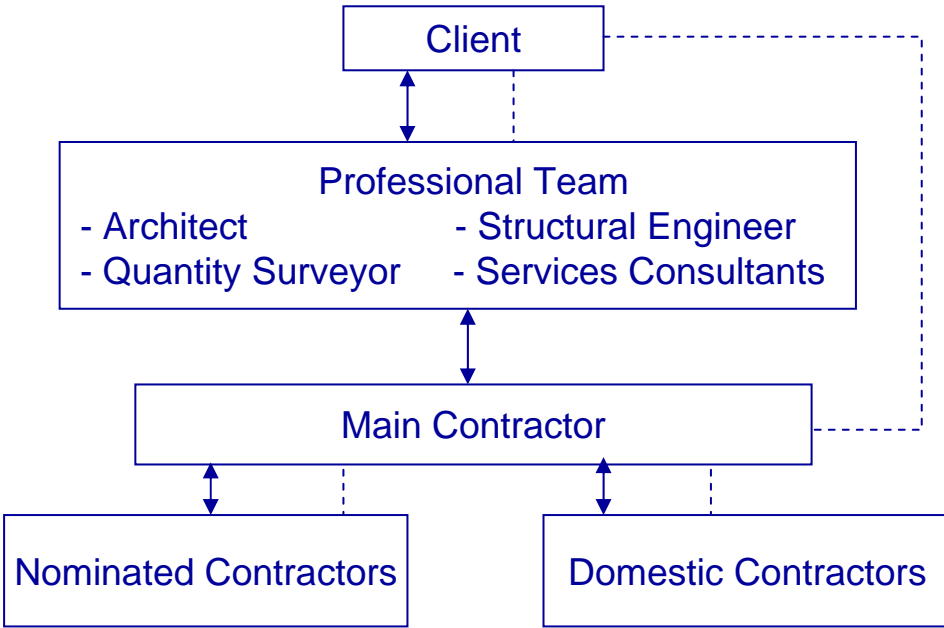 Client
Professional Team
- Architect - Structural Engineer
- Quantity Surveyor - Services Consultants
Main Contractor
Nominated Contractors Domestic Contractors